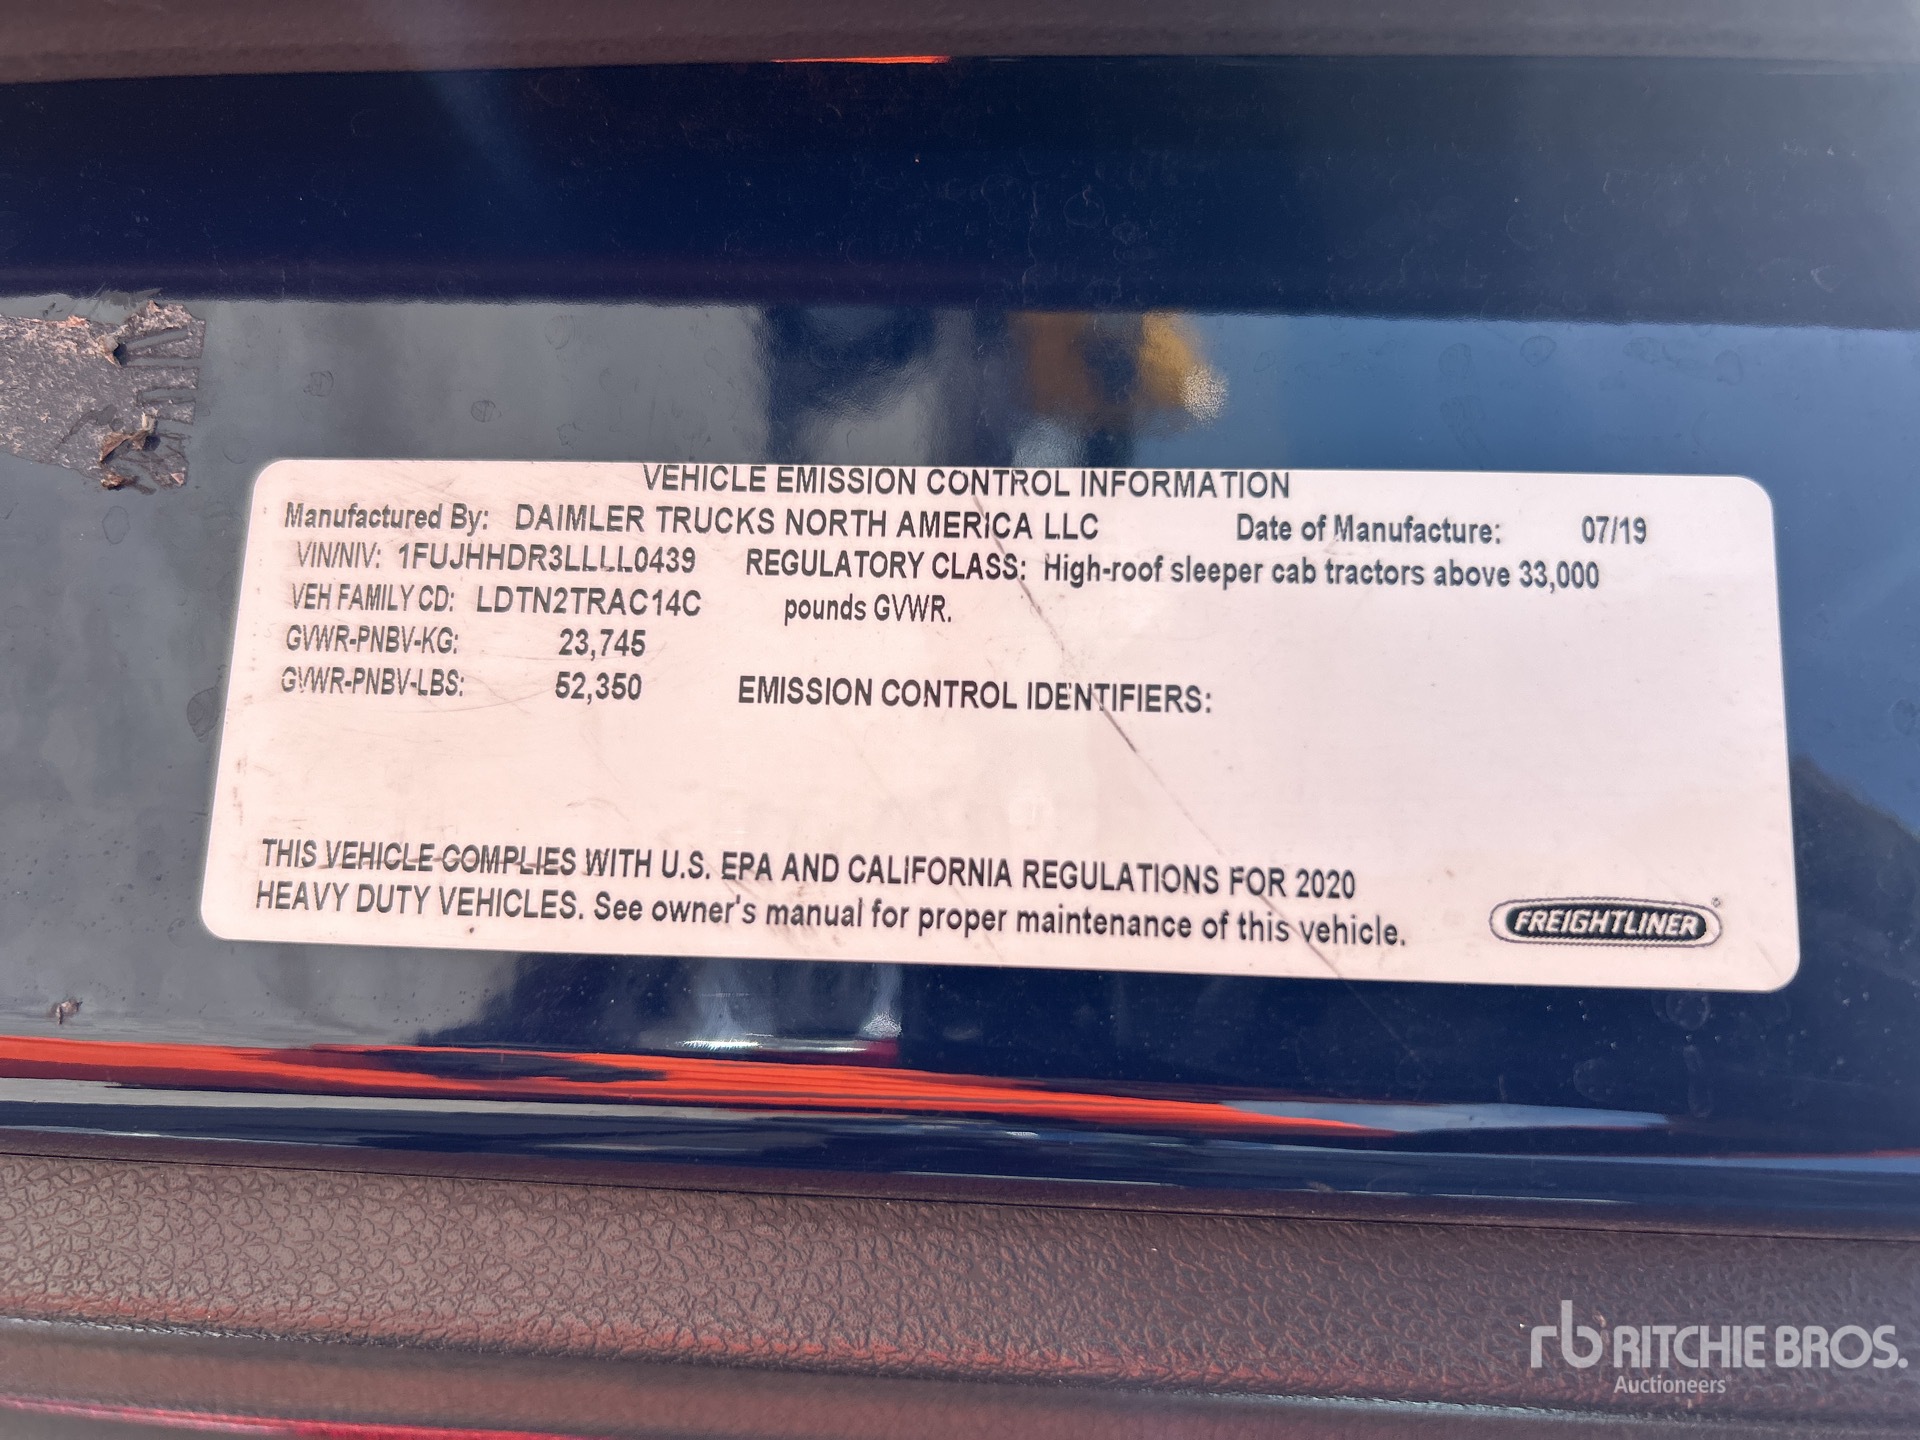 VEHICLE EMISSION CONTROL INFORMATION
Manufactured By: DAIMLER TRUCKS NORTH AMERICA LLC Date of Manufacture: 07/19
VIN/NIV: 1FUJHHDR3LLLL0439 REGULATORY CLASS: High-roof sleeper cab tractors above 33,000
VEH FAMILY CD: LDTN2TRAC14C pounds GVWR.
GVWR-PNBV-KG: 23,745
GVWR-PNBV-LBS: 52,350 EMISSION CONTROL IDENTIFIERS:
THIS VEHICLE COMPLIES WITH U.S. EPA AND CALIFORNIA REGULATIONS FOR 2020
HEAVY DUTY VEHICLES. See owner's manual for proper maintenance of this vehicle.
FREIGHTLINER
rb RITCHIE BROS.
Auctioneers